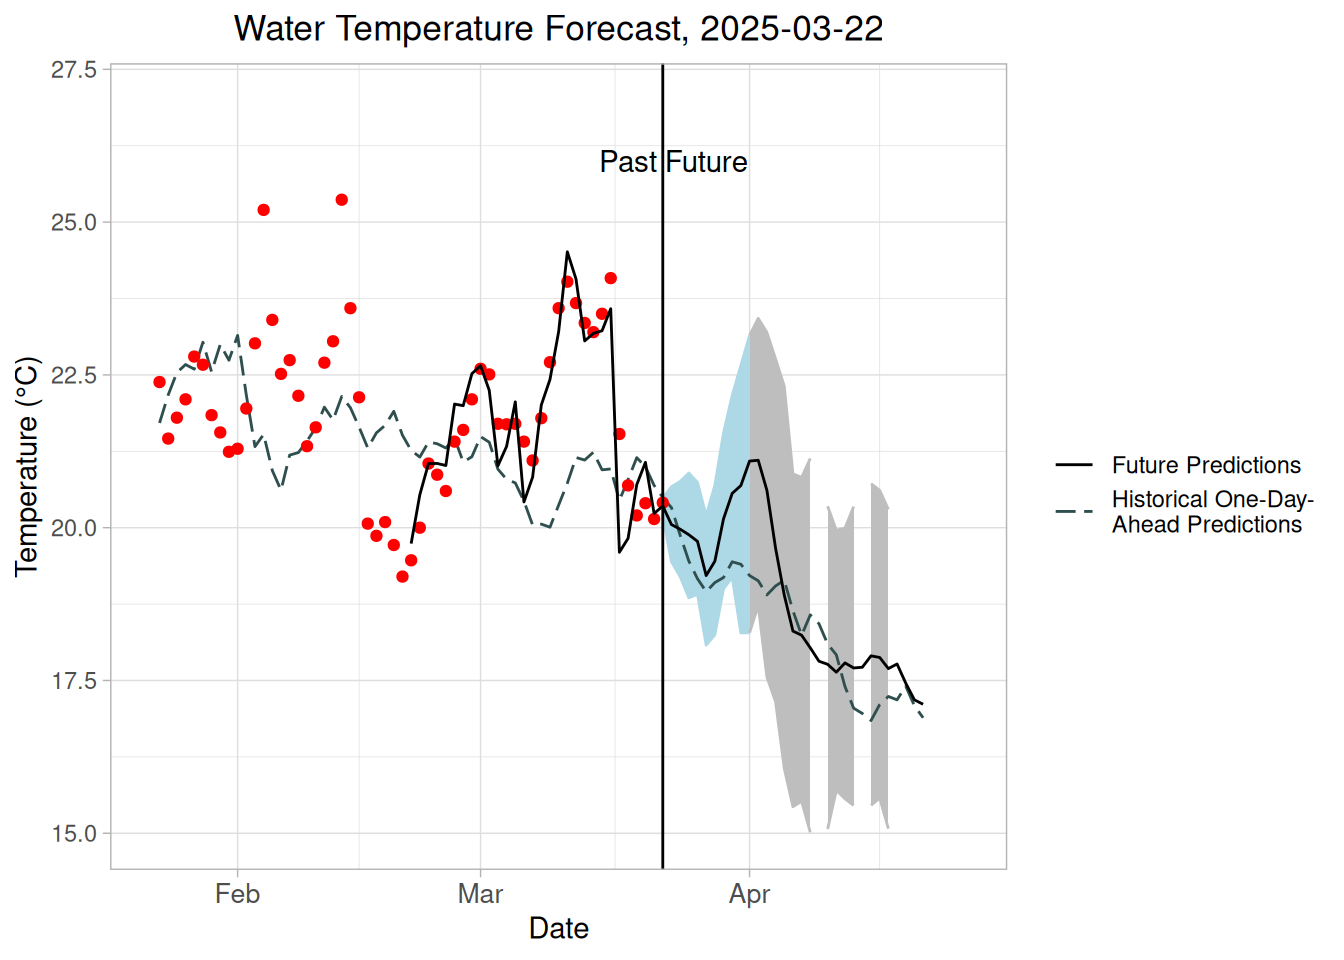 Water Temperature Forecast, 2025-03-22
27.5
25.0
22.5
20.0
17.5
15.0
Temperature (°C)
Past Future
Feb Mar Apr
Date
Future Predictions
Historical One-Day-
Ahead Predictions